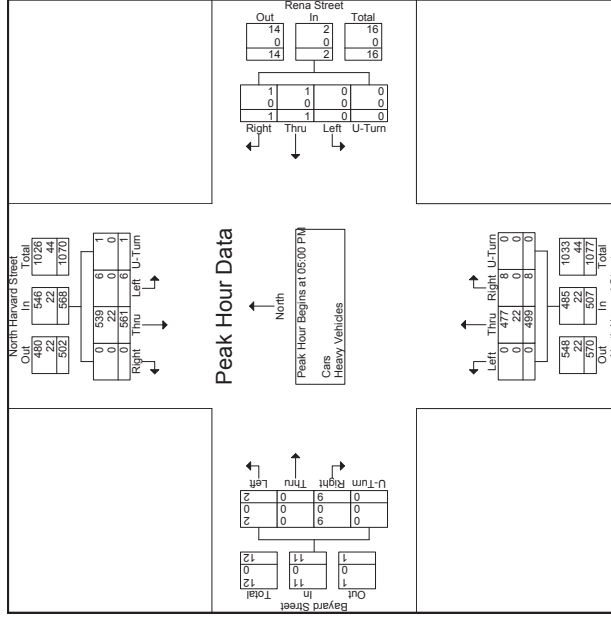 North Harvard Street
Out In Total
480 546 1026
22 22 44
502 568 1070
0 539 6 1
0 22 0 0
0 561 6 1
Right Thru Left U-Turn
Rena Street
Out In Total
14 2 16
0 0 0
14 2 16
1 1 0 0
0 0 0 0
1 1 0 0
Right Thru Left U-Turn
Peak Hour Data
North
Peak Hour Begins at 05:00 PM
Cars
Heavy Vehicles
Bayard Street
Total In Out
12 11 1
0 0 0
12 11 1
2 0 9 0
0 0 0 0
2 0 9 0
Left Thru Right U-Turn
Left Thru Right U-Turn
0 477 8 0
0 22 0 0
0 499 8 0
548 485 1033
22 22 44
570 507 1077
Out In Total